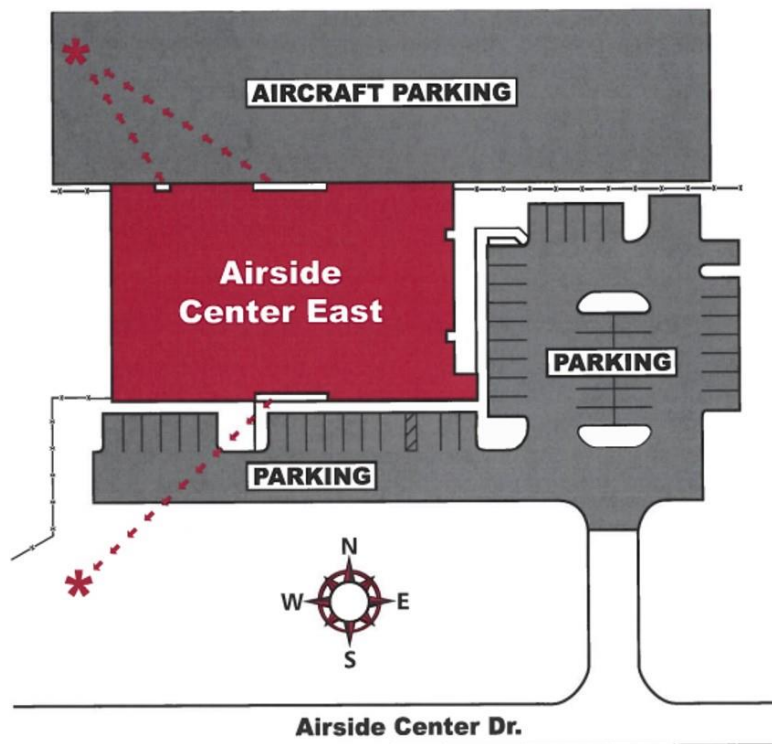 AIRCRAFT PARKING
Airside
Center East
PARKING
PARKING
N
W
E
S
Airside Center Dr.